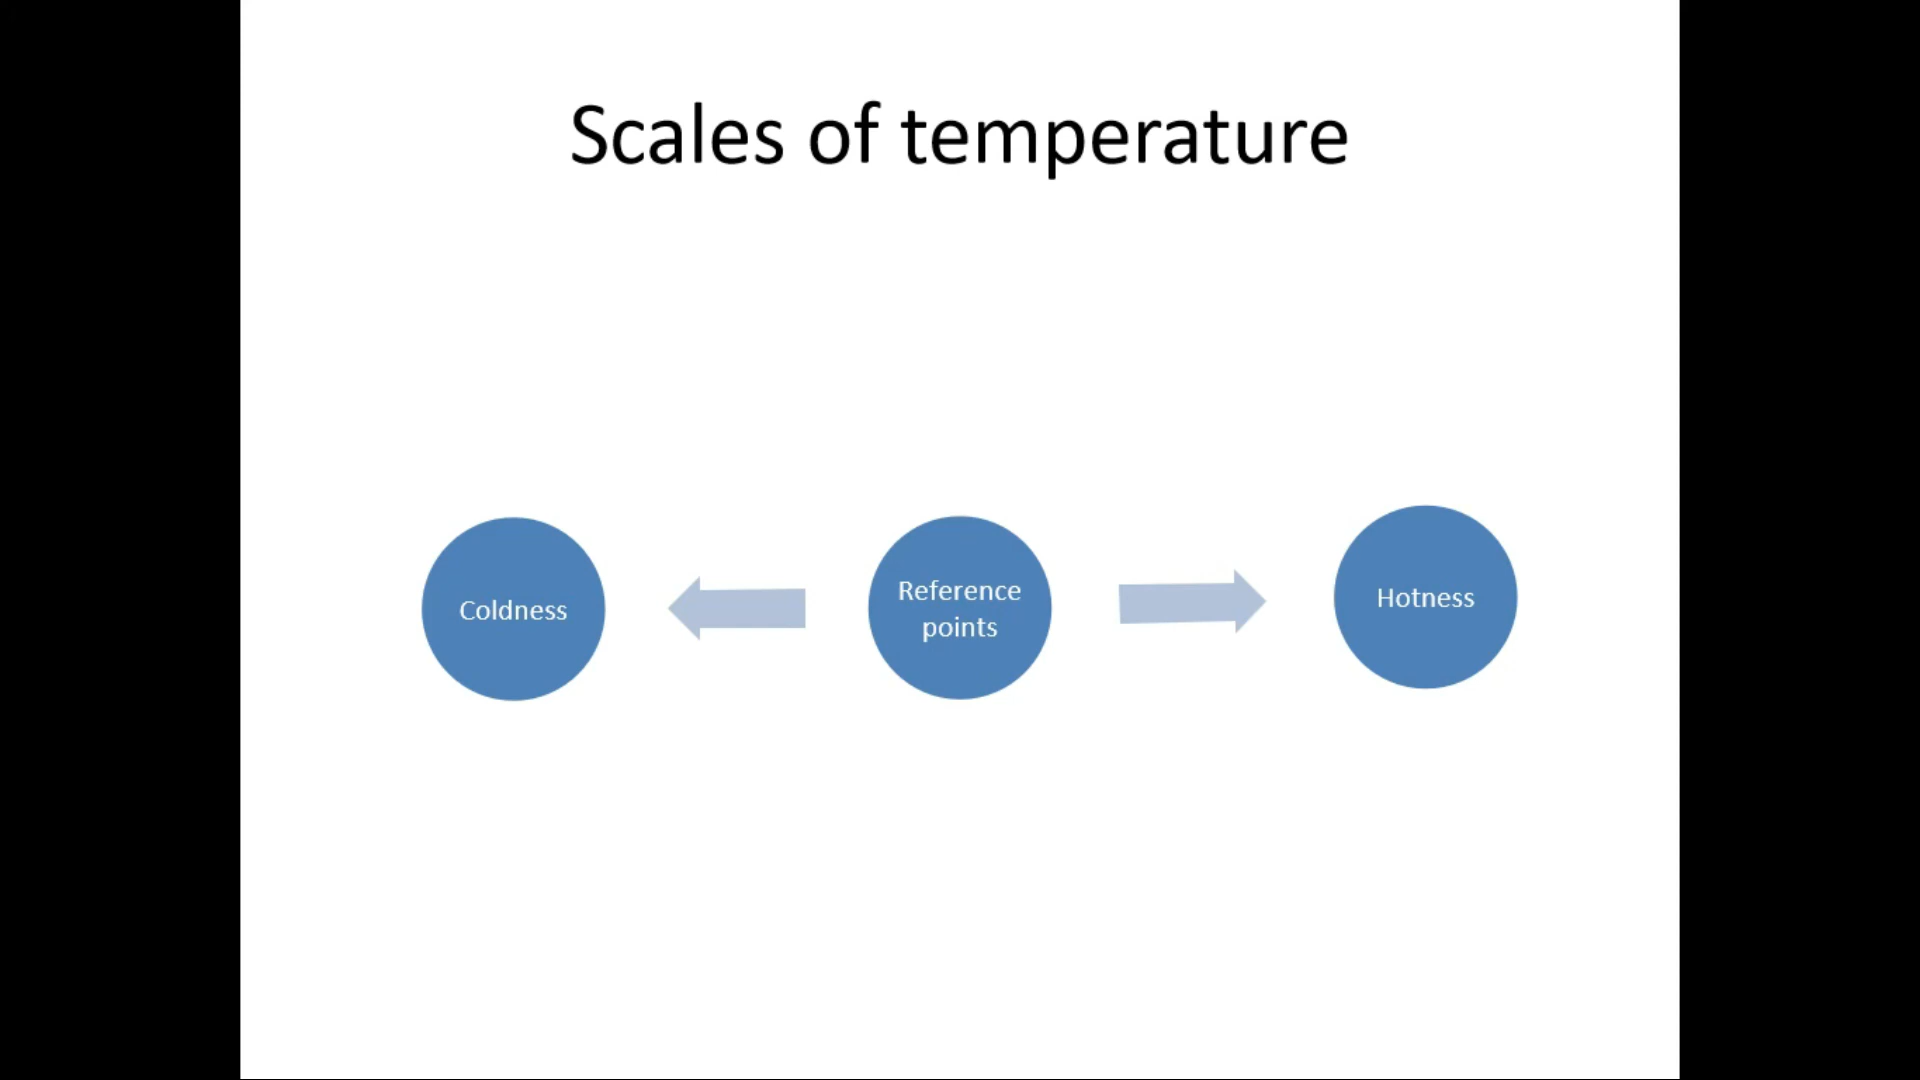 Scales of temperature
Coldness
Reference
points
Hotness